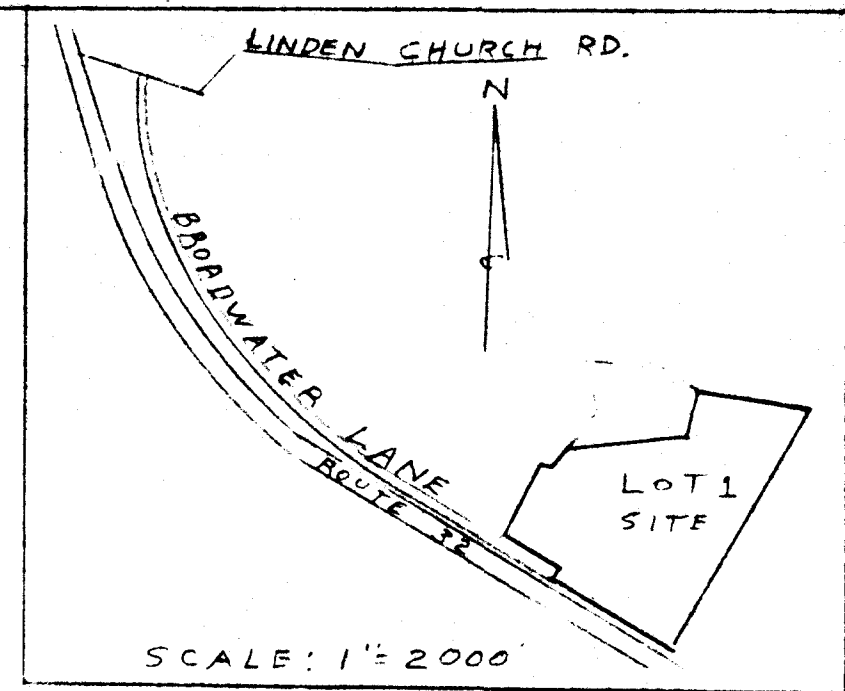 LINDEN CHURCH RD.
N
BROADWATER LANE
ROUTE 32
LOT 1
SITE
SCALE: 1"= 2000'